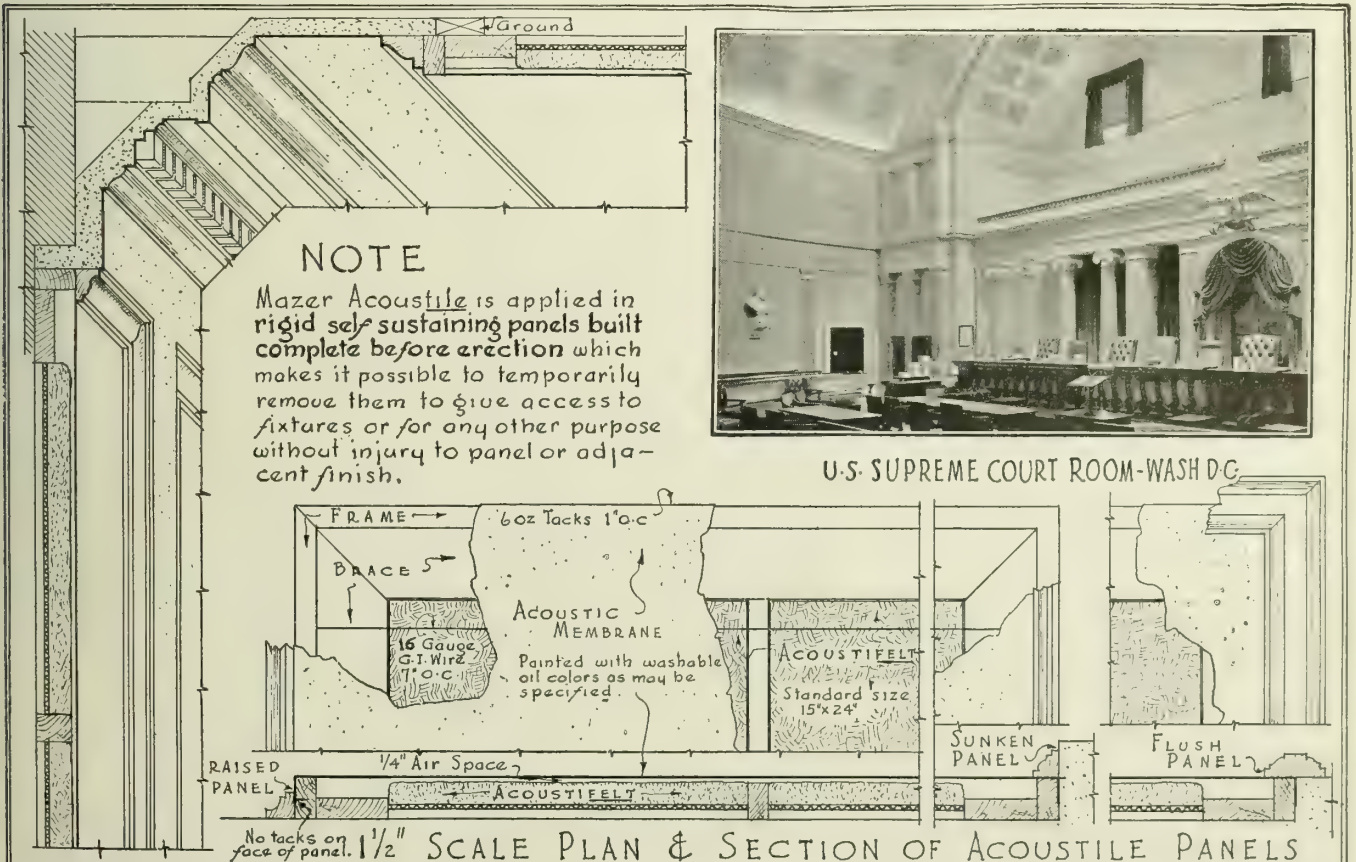 Ground
NOTE
Mazer Acoustile is applied in
rigid self sustaining panels built
complete before erection which
makes it possible to temporarily
remove them to give access to
fixtures or for any other purpose
without injury to panel or adja-
cent finish.
U.S. SUPREME COURT ROOM-WASH D.C.
FRAME
6 oz Tacks 1" o.c
BRACE
ACOUSTIC
MEMBRANE
16 Gauge
G.I. Wire
7" O.C
Painted with washable
oil colors as may be
specified.
ACOUSTIFELT
Standard size
15"x24"
SUNKEN
PANEL
FLUSH
PANEL
RAISED
PANEL
1/4" Air Space
ACOUSTIFELT
No tacks on
face of panel.
1 1/2" SCALE PLAN & SECTION OF ACOUSTILE PANELS